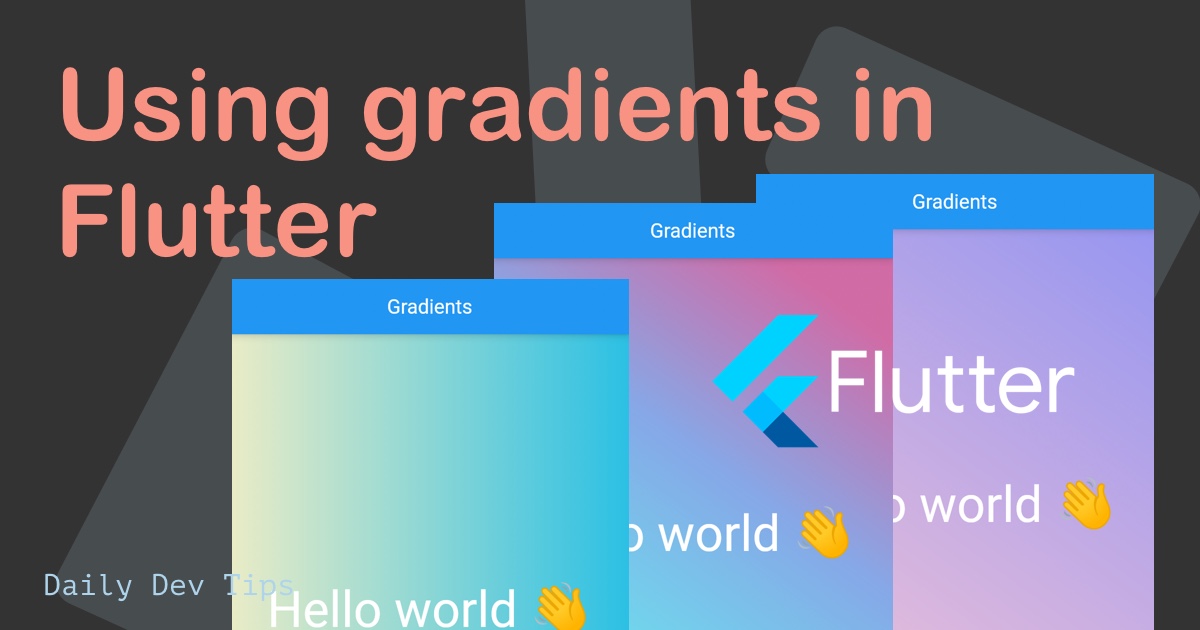 Using gradients in
Flutter
Gradients
Gradients
Gradients
Flutter
o world 👋
o world 👋
Daily Dev Tips
Hello world 👋